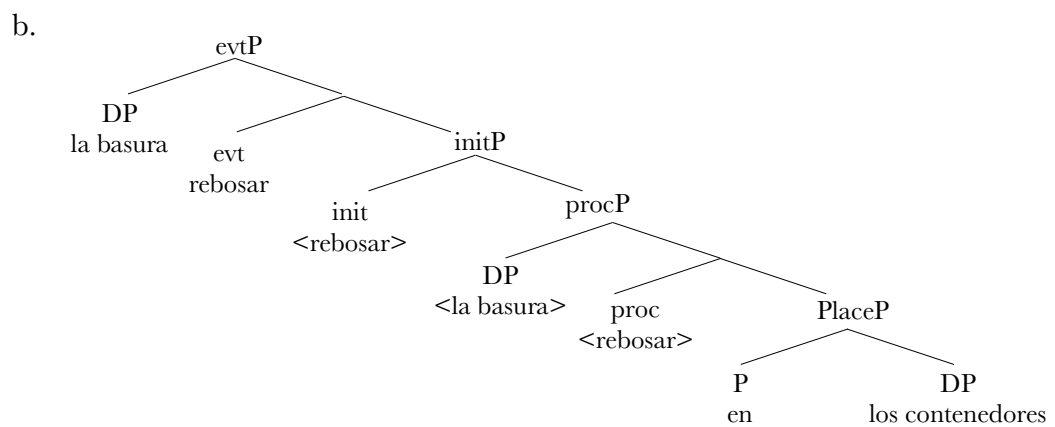 b.
evtP
DP
la basura
evt
rebosar
initP
init
<rebosar>
procP
DP
<la basura>
proc
<rebosar>
PlaceP
P
en
DP
los contenedores